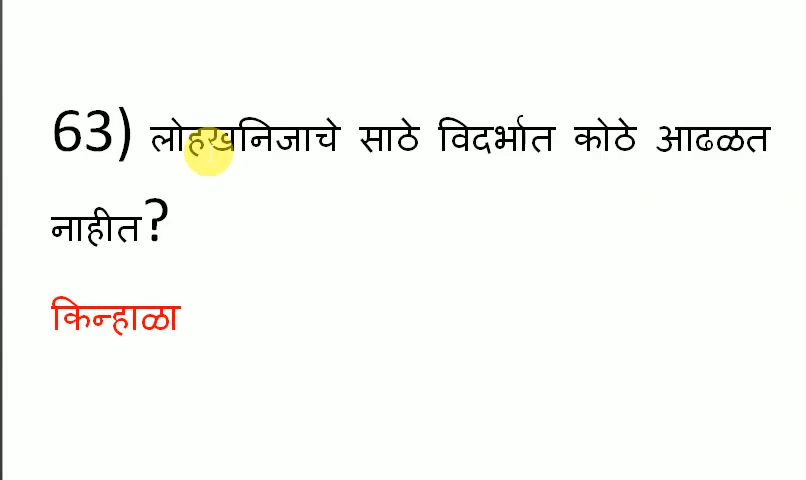 63) लोहखनिजाचे साठे विदर्भात कोठे आढळत
नाहीत?
किन्हाळा